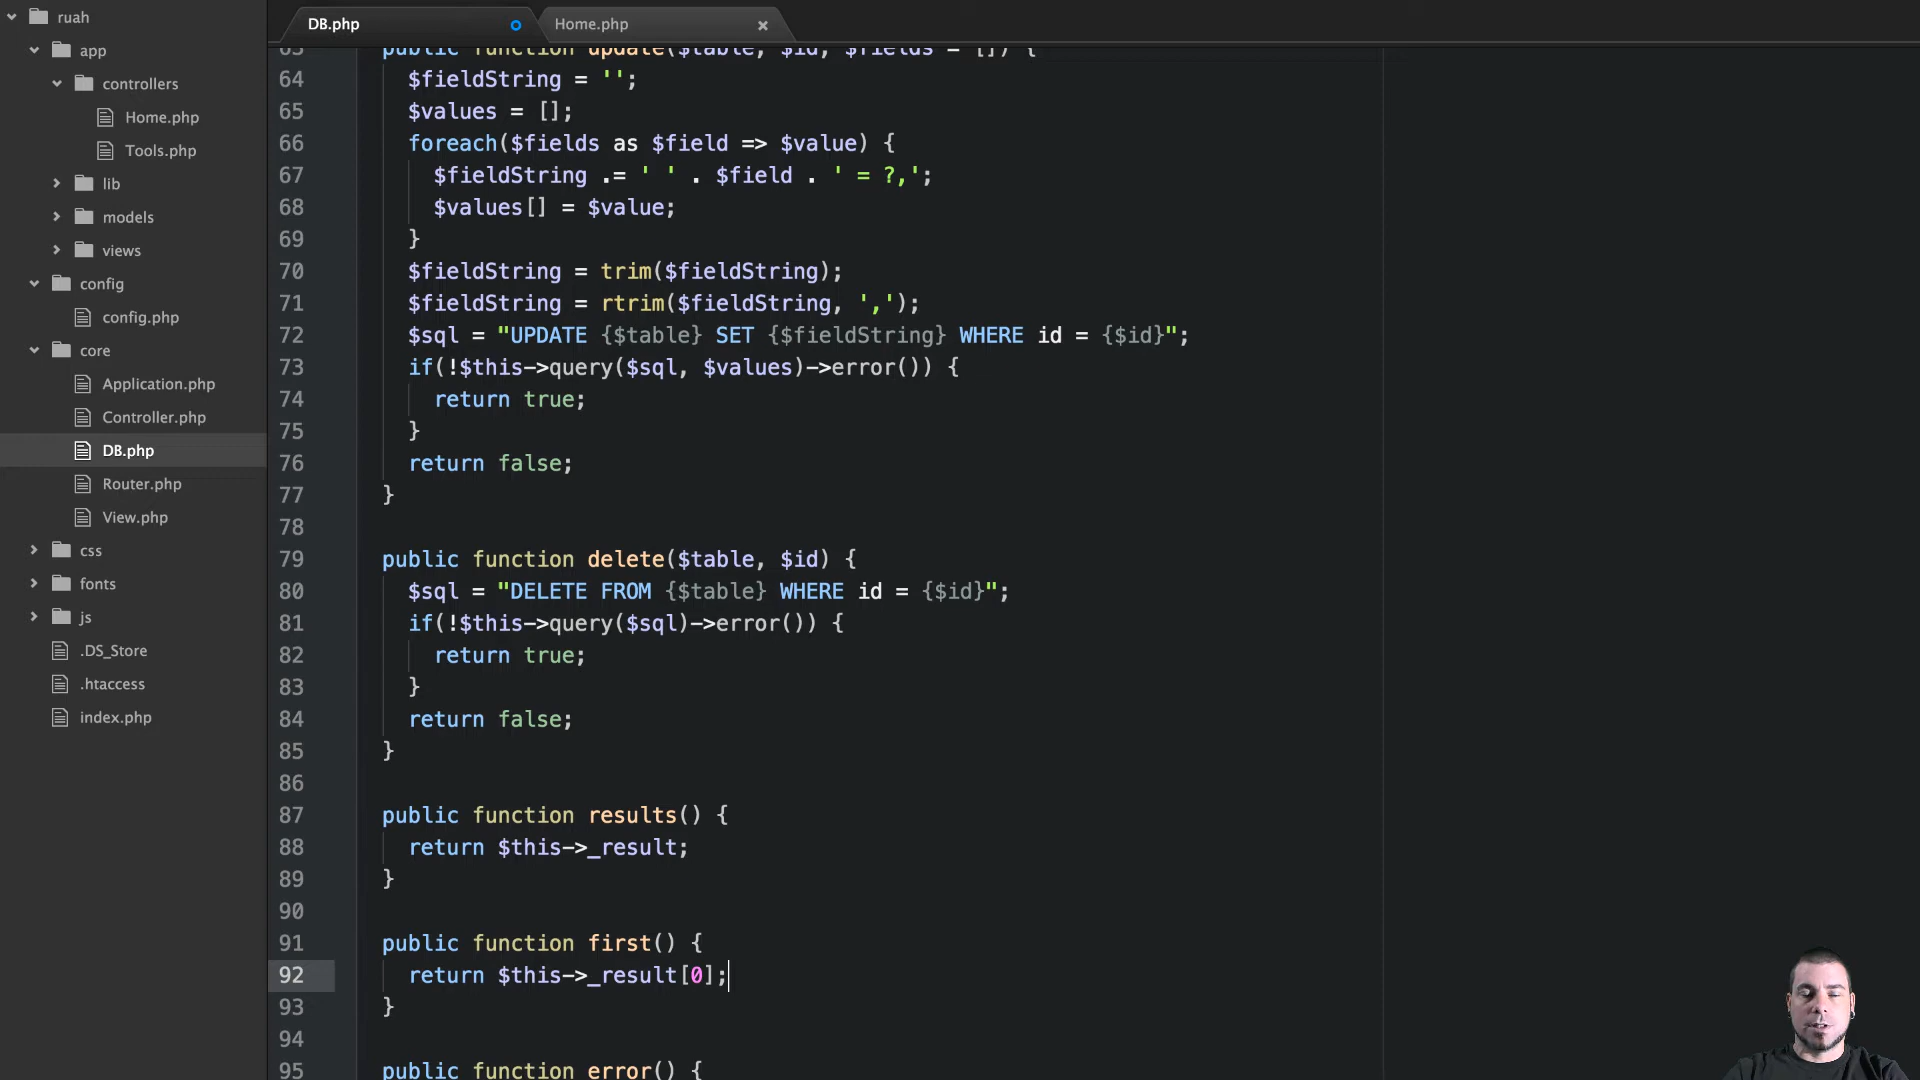 ruah
app
controllers
Home.php
Tools.php
lib
models
views
config
config.php
core
Application.php
Controller.php
DB.php
Router.php
View.php
css
fonts
js
.DS_Store
.htaccess
index.php
DB.php
Home.php
63 public function update($table, $id, $fields = []) {
64 $fieldString = '';
65 $values = [];
66 foreach($fields as $field => $value) {
67 $fieldString .= ' ' . $field . ' = ?,';
68 $values[] = $value;
69 }
70 $fieldString = trim($fieldString);
71 $fieldString = rtrim($fieldString, ',');
72 $sql = "UPDATE {$table} SET {$fieldString} WHERE id = {$id}";
73 if(!$this->query($sql, $values)->error()) {
74 return true;
75 }
76 return false;
77 }
78
79 public function delete($table, $id) {
80 $sql = "DELETE FROM {$table} WHERE id = {$id}";
81 if(!$this->query($sql)->error()) {
82 return true;
83 }
84 return false;
85 }
86
87 public function results() {
88 return $this->_result;
89 }
90
91 public function first() {
92 return $this->_result[0];
93 }
94
95 public function error() {